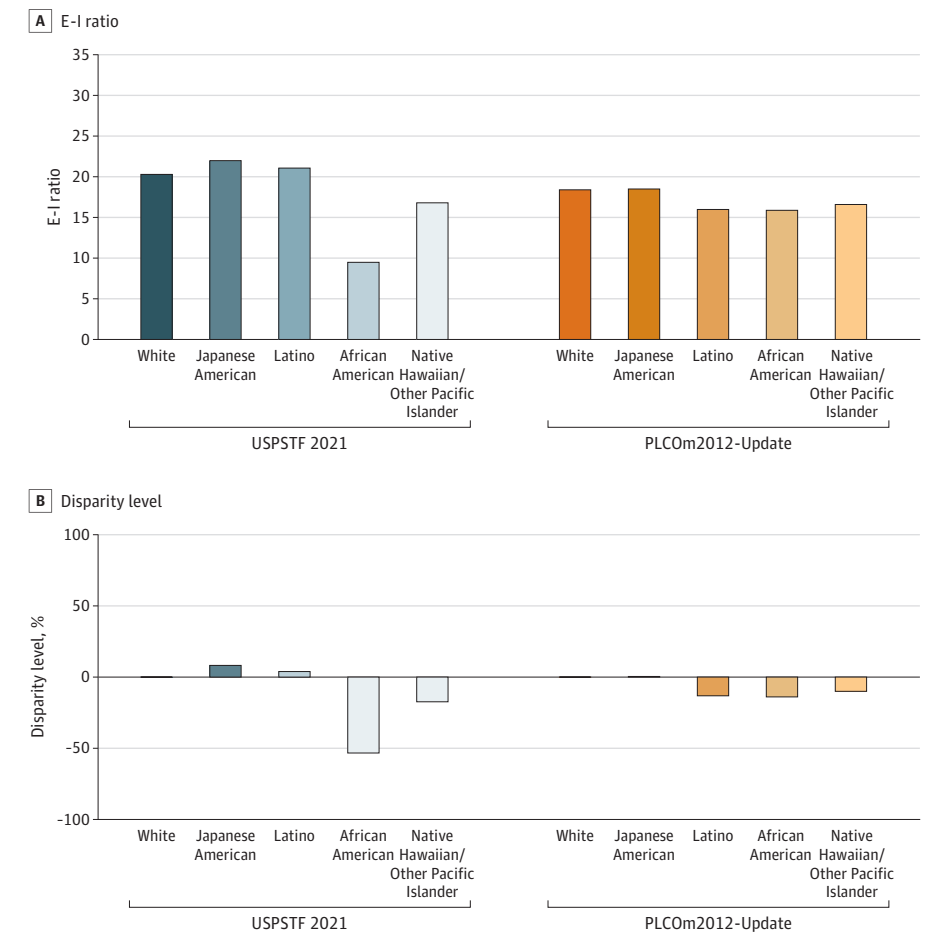 A E-I ratio
35
30
25
20
15
10
5
0
E-I ratio
White Japanese Latino African Native White Japanese Latino African Native
American American Hawaiian/ American American Hawaiian/
Other Pacific Other Pacific
Islander Islander
USPSTF 2021 PLCOm2012-Update
B Disparity level
100
50
0
-50
-100
Disparity level, %
White Japanese Latino African Native White Japanese Latino African Native
American American Hawaiian/ American American Hawaiian/
Other Pacific Other Pacific
Islander Islander
USPSTF 2021 PLCOm2012-Update